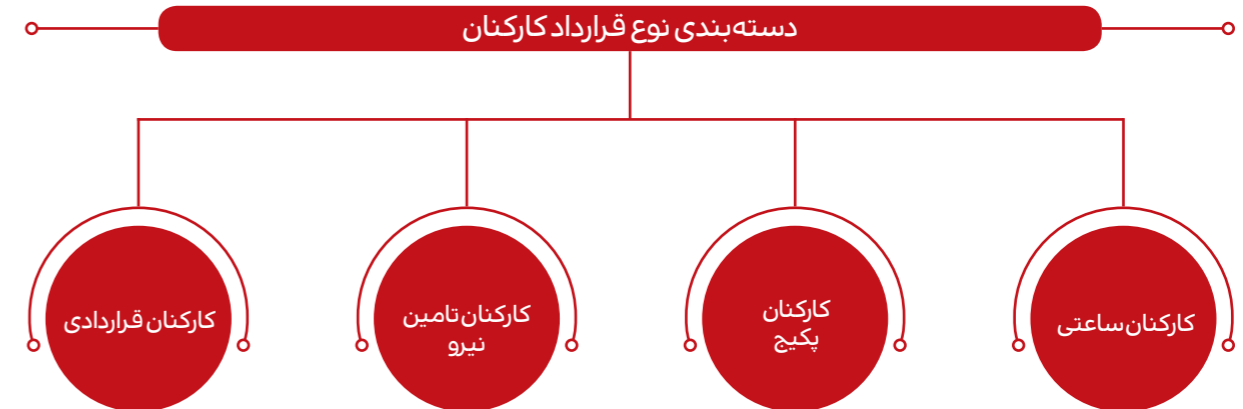 دسته‌بندی نوع قرارداد کارکنان
کارکنان ساعتی
کارکنان
پکیج
کارکنان تامین
نیرو
کارکنان قراردادی